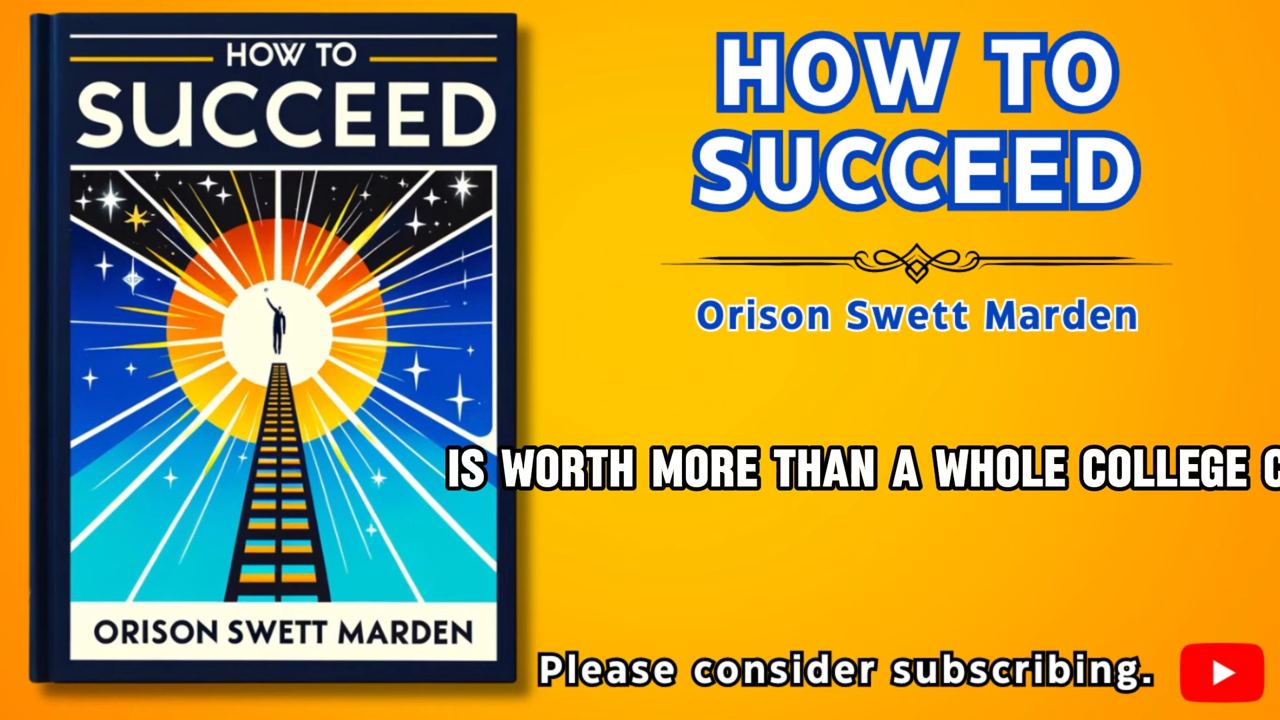 HOW TO
SUCCEED
ORISON SWETT MARDEN
HOW TO
SUCCEED
Orison Swett Marden
IS WORTH MORE THAN A WHOLE COLLEGE
Please consider subscribing.